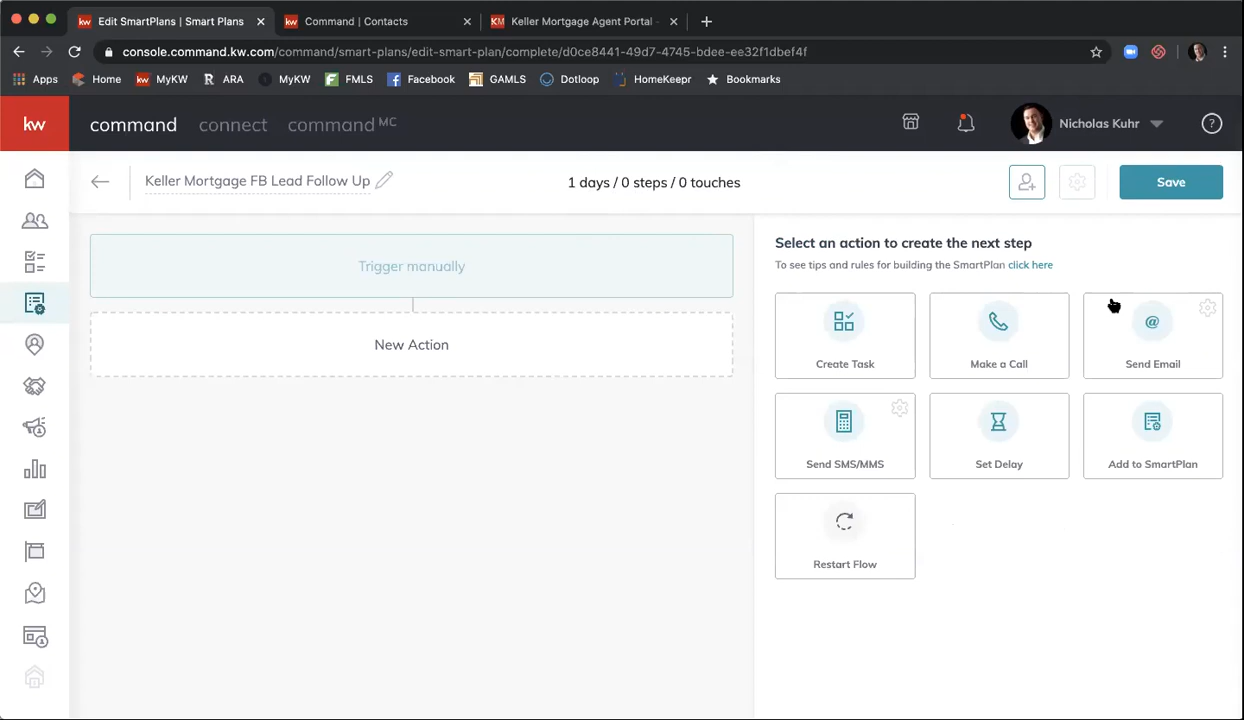 kw Edit SmartPlans | Smart Plans
kw Command | Contacts
KM Keller Mortgage Agent Portal -
console.command.kw.com/command/smart-plans/edit-smart-plan/complete/d0ce8441-49d7-4745-bdee-ee32f1dbef4f
Apps Home kw MyKW R ARA MyKW FMLS Facebook GAMLS Dotloop HomeKeepr Bookmarks
kw command connect command MC Nicholas Kuhr ?
Keller Mortgage FB Lead Follow Up 1 days / 0 steps / 0 touches Save
Trigger manually
New Action
Select an action to create the next step
To see tips and rules for building the SmartPlan click here
Create Task
Make a Call
@
Send Email
Send SMS/MMS
Set Delay
Add to SmartPlan
Restart Flow